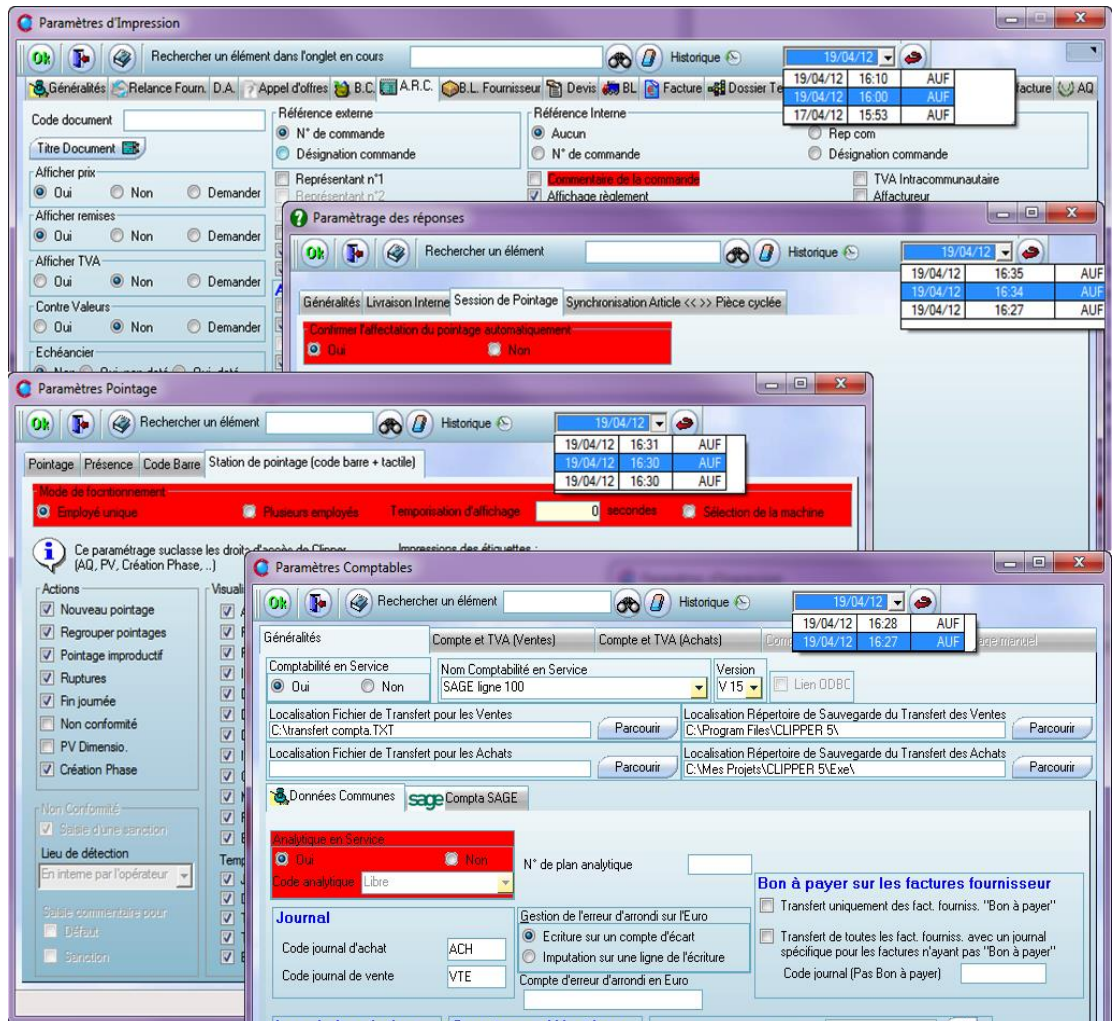 Paramètres d'Impression
Ok Rechercher un élément dans l'onglet en cours Historique 19/04/12
19/04/12 16:10 AUF
19/04/12 16:00 AUF
17/04/12 15:53 AUF
Généralités Relance Fourn. D.A. Appel d'offres B.C. A.R.C. B.L. Fournisseur Devis BL Facture Dossier Te facture AQ
Code document
Titre Document
Référence externe
N° de commande
Désignation commande
Référence Interne
Aucun
N° de commande
Rep com
Désignation commande
Afficher prix
Oui Non Demander
Représentant n°1
Représentant n°2
Commentaire de la commande
Affichage règlement
TVA Intracommunautaire
Affactureur
Afficher remises
Oui Non Demander
Afficher TVA
Oui Non Demander
Contre Valeurs
Oui Non Demander
Echéancier
Paramètrage des réponses
Ok Rechercher un élément Historique 19/04/12
19/04/12 16:35 AUF
19/04/12 16:34 AUF
19/04/12 16:27 AUF
Généralités Livraison Interne Session de Pointage Synchronisation Article << >> Pièce cyclée
Confirmer l'affectation du pointage automatiquement
Oui Non
Paramètres Pointage
Ok Rechercher un élément Historique 19/04/12
19/04/12 16:31 AUF
19/04/12 16:30 AUF
19/04/12 16:30 AUF
Pointage Présence Code Barre Station de pointage (code barre + tactile)
Mode de focntionnement
Employé unique Plusieurs employés Temporisation d'affichage 0 secondes Sélection de la machine
Ce paramétrage suclasse les droits d'accès de Clipper
(AQ, PV, Création Phase, ..)
Impressions des étiquettes :
Actions
Nouveau pointage
Regrouper pointages
Pointage improductif
Ruptures
Fin journée
Non conformité
PV Dimensio.
Création Phase
Visuali
Non Conformité
Saisie d'une sanction
Lieu de détection
En interne par l'opérateur
Saisie commentaire pour
Défaut
Sanction
Temp
Paramètres Comptables
Ok Rechercher un élément Historique 19/04/12
19/04/12 16:28 AUF
19/04/12 16:27 AUF
Généralités Compte et TVA (Ventes) Compte et TVA (Achats) manuel
Comptabilité en Service
Oui Non
Nom Comptabilité en Service
SAGE ligne 100
Version
V 15
Lien ODBC
Localisation Fichier de Transfert pour les Ventes
C:\transfert compta.TXT Parcourir
Localisation Répertoire de Sauvegarde du Transfert des Ventes
C:\Program Files\CLIPPER 5\ Parcourir
Localisation Fichier de Transfert pour les Achats
Parcourir
Localisation Répertoire de Sauvegarde du Transfert des Achats
C:\Mes Projets\CLIPPER 5\Exe\ Parcourir
Données Communes sage Compta SAGE
Analytique en Service
Oui Non
Code analytique Libre
N° de plan analytique
Journal
Code journal d'achat ACH
Code journal de vente VTE
Gestion de l'erreur d'arrondi sur l'Euro
Ecriture sur un compte d'écart
Imputation sur une ligne de l'écriture
Compte d'erreur d'arrondi en Euro
Bon à payer sur les factures fournisseur
Transfert uniquement des fact. fourniss. "Bon à payer"
Transfert de toutes les fact. fourniss. avec un journal
spécifique pour les factures n'ayant pas "Bon à payer"
Code journal (Pas Bon à payer)